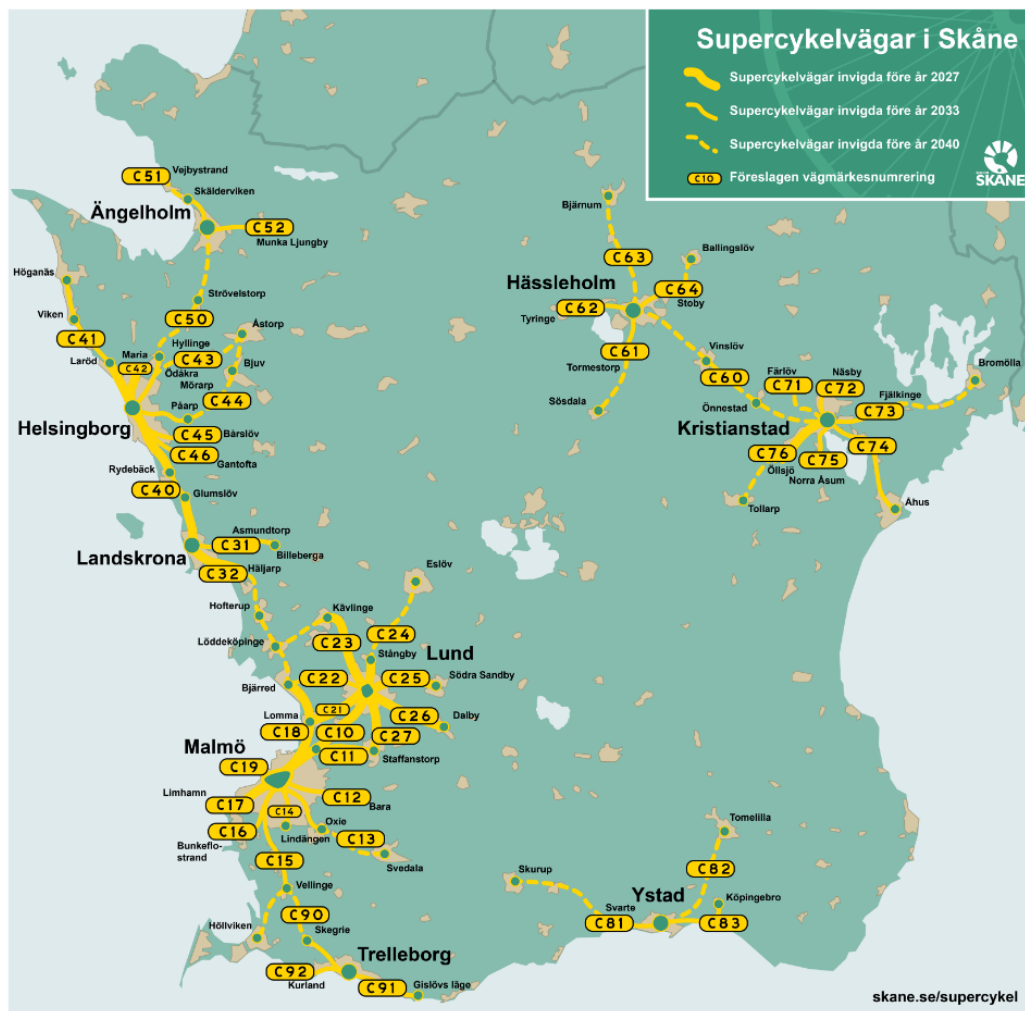 Supercykelvägar i Skåne
Supercykelvägar invigda före år 2027
Supercykelvägar invigda före år 2033
Supercykelvägar invigda före år 2040
C10 Föreslagen vägmärkesnumrering
SKÅNE
C51
Vejbystrand
Skälderviken
Ängelholm
C52
Munka Ljungby
Höganäs
Strövelstorp
Viken
C50
Åstorp
C41
Hyllinge
Maria
C43
Laröd
C42
Ödåkra
Bjuv
Mörarp
C44
Påarp
Helsingborg
C45
Bårslöv
C46
Gantofta
Rydebäck
C40
Glumslöv
Asmundtorp
C31
Landskrona
Billeberga
C32
Häljarp
Hofterup
Löddeköpinge
Kävlinge
C23
Eslöv
C24
Stångby
Lund
C22
C25
Södra Sandby
Bjärred
C21
C26
Dalby
Lomma
C18
C10
C27
Malmö
C11
Staffanstorp
C19
Limhamn
C17
C12
Bara
C14
C16
Oxie
Bunkeflo-
strand
Lindängen
C13
C15
Svedala
Vellinge
C90
Höllviken
Skegrie
Trelleborg
C92
Kurland
C91
Gislövs läge
Bjärnum
Ballingslöv
C63
Hässleholm
C64
C62
Stoby
Tyringe
C61
Tormestorp
Vinslöv
Bromölla
C60
Färlöv
Näsby
C71
C72
Sösdala
Önnestad
Fjälkinge
C73
Kristianstad
C74
C76
C75
Öllsjö
Norra Åsum
Tollarp
Åhus
Tomelilla
Skurup
C82
Ystad
Köpingebro
Svarte
C81
C83
skane.se/supercykel